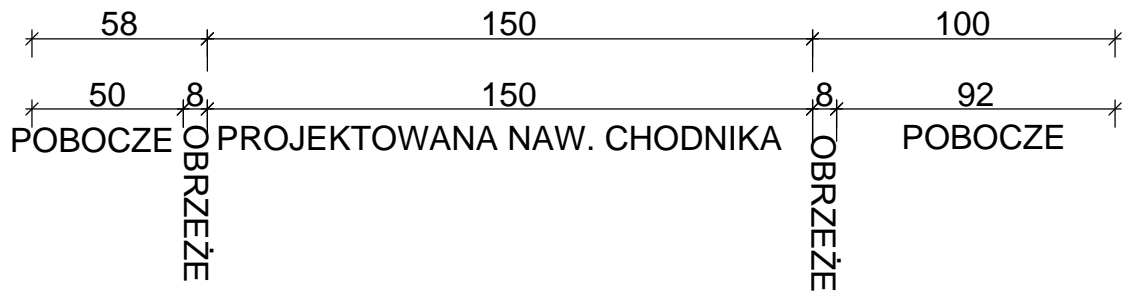 58 150 100
50 8 150 8 92
POBOCZE OBRZEŻE PROJEKTOWANA NAW. CHODNIKA OBRZEŻE POBOCZE